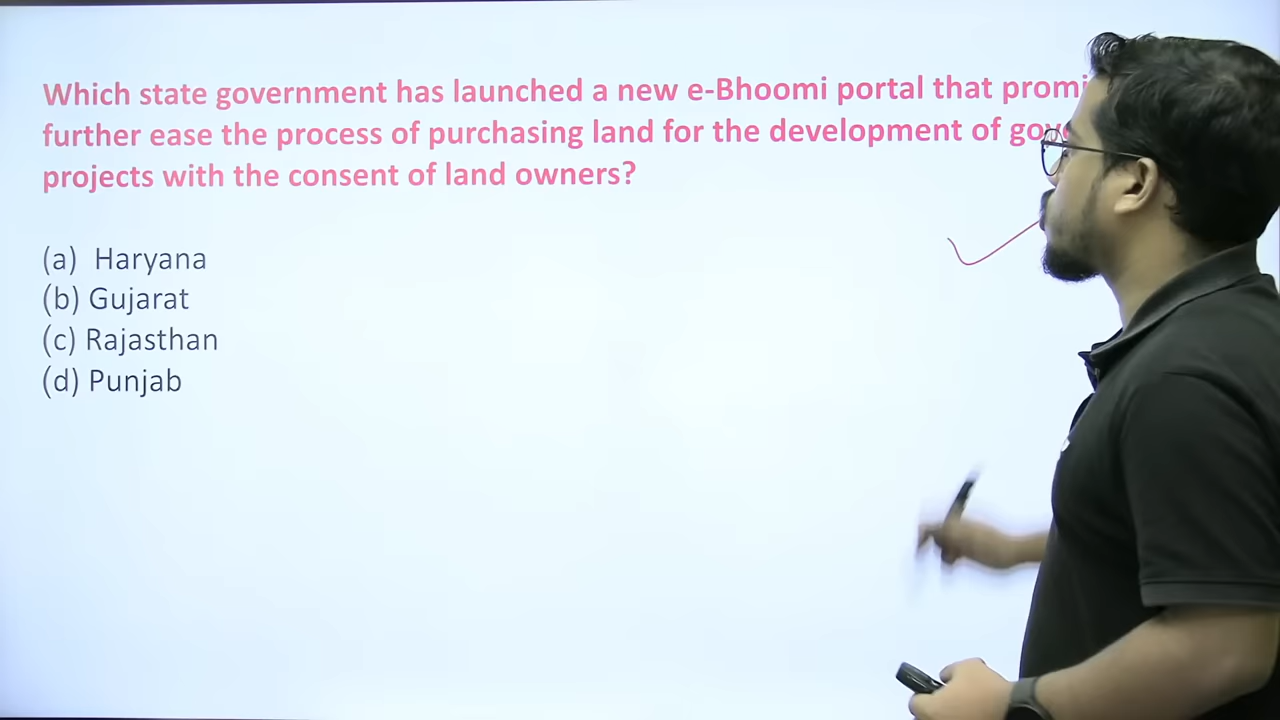 Which state government has launched a new e-Bhoomi portal that promi
further ease the process of purchasing land for the development of gov
projects with the consent of land owners?
(a) Haryana
(b) Gujarat
(c) Rajasthan
(d) Punjab